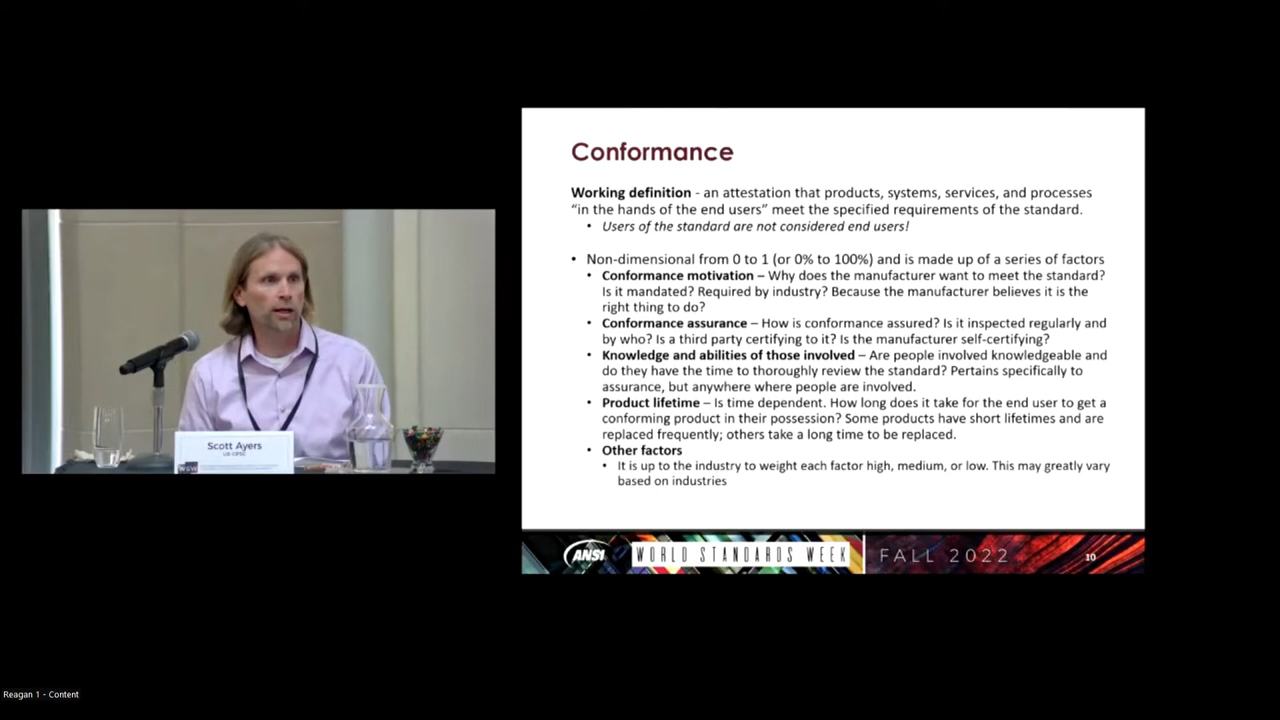 Conformance
Working definition - an attestation that products, systems, services, and processes
“in the hands of the end users” meet the specified requirements of the standard.
• Users of the standard are not considered end users!
• Non-dimensional from 0 to 1 (or 0% to 100%) and is made up of a series of factors
• Conformance motivation – Why does the manufacturer want to meet the standard?
Is it mandated? Required by industry? Because the manufacturer believes it is the
right thing to do?
• Conformance assurance – How is conformance assured? Is it inspected regularly and
by who? Is a third party certifying to it? Is the manufacturer self-certifying?
• Knowledge and abilities of those involved – Are people involved knowledgeable and
do they have the time to thoroughly review the standard? Pertains specifically to
assurance, but anywhere where people are involved.
• Product lifetime – Is time dependent. How long does it take for the end user to get a
conforming product in their possession? Some products have short lifetimes and are
replaced frequently; others take a long time to be replaced.
• Other factors
• It is up to the industry to weight each factor high, medium, or low. This may greatly vary
based on industries
ANSI WORLD STANDARDS WEEK FALL 2022 10
Scott Ayers
US CPSC
Reagan 1 - Content